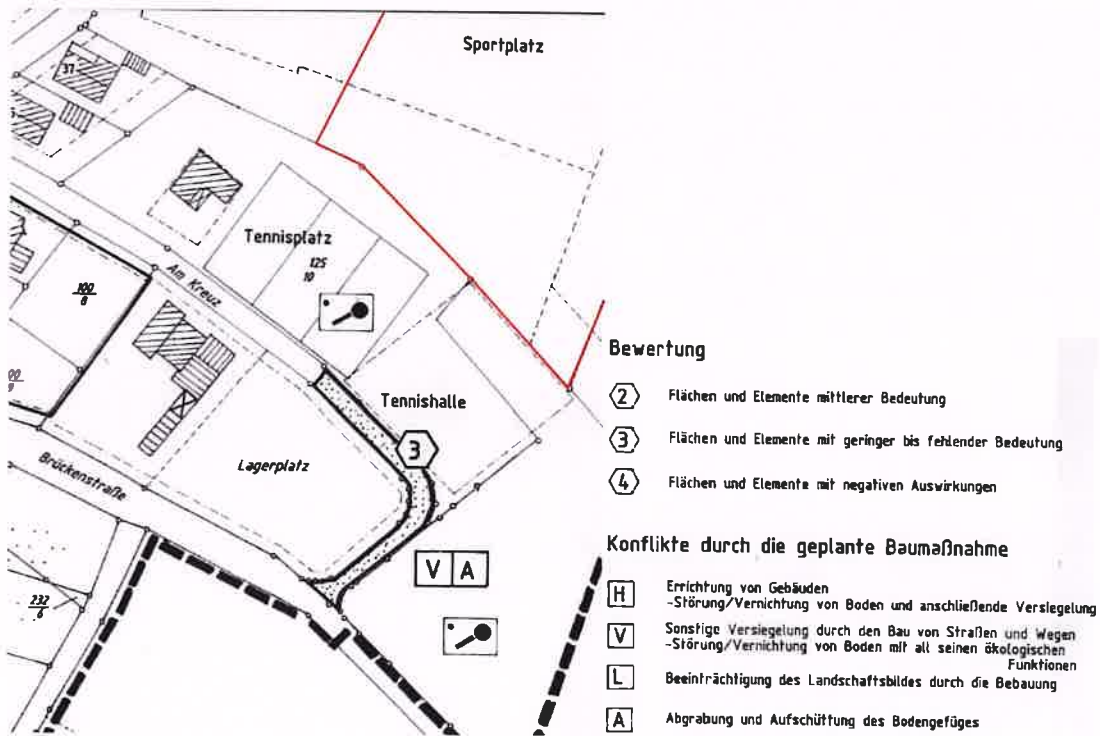 Sportplatz
37
Tennisplatz
125
10
Am Kreuz
100
8
00
9
Tennishalle
3
Lagerplatz
Brückenstraße
V A
232
6
Bewertung
2 Flächen und Elemente mittlerer Bedeutung
3 Flächen und Elemente mit geringer bis fehlender Bedeutung
4 Flächen und Elemente mit negativen Auswirkungen
Konflikte durch die geplante Baumaßnahme
H Errichtung von Gebäuden
-Störung/Vernichtung von Boden und anschließende Versiegelung
V Sonstige Versiegelung durch den Bau von Straßen und Wegen
-Störung/Vernichtung von Boden mit all seinen ökologischen
Funktionen
L Beeinträchtigung des Landschaftsbildes durch die Bebauung
A Abgrabung und Aufschüttung des Bodengefüges